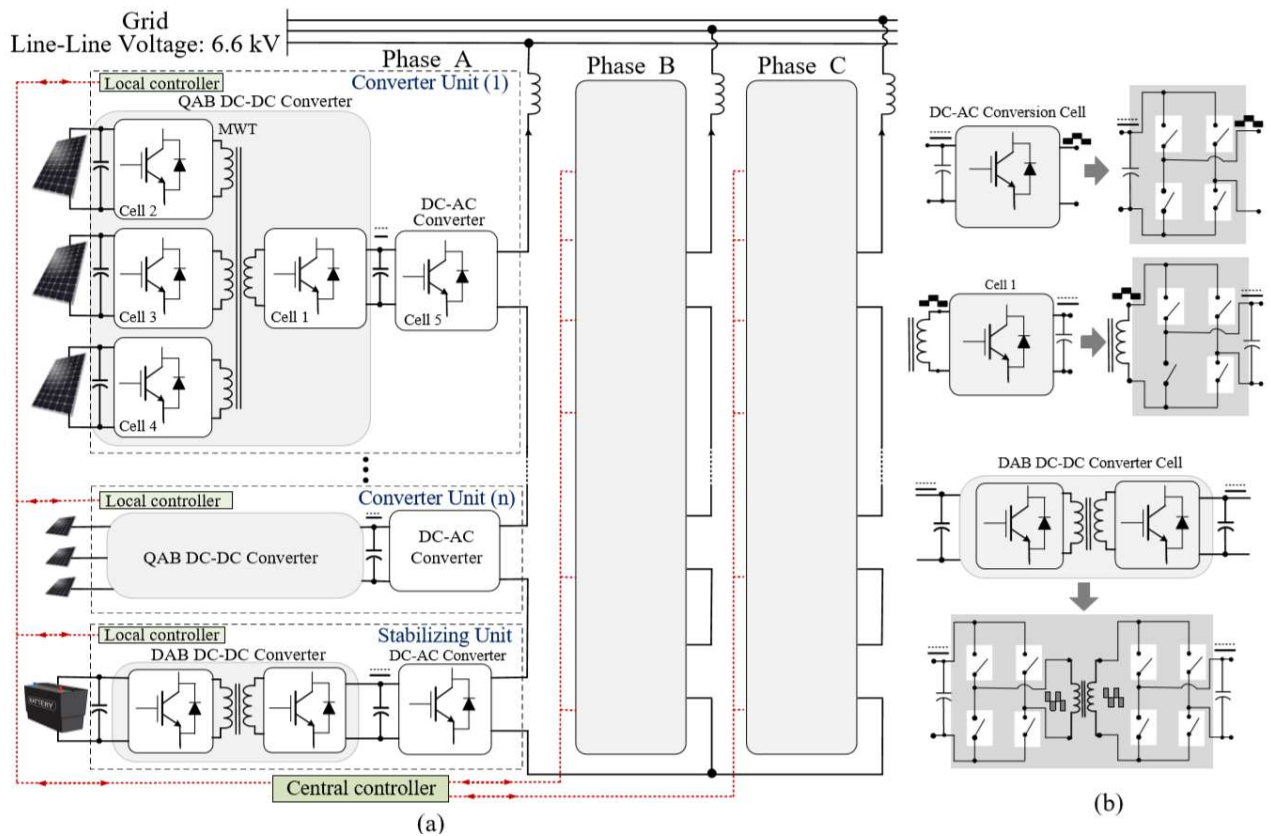 Grid
Line-Line Voltage: 6.6 kV
Phase A
Phase B
Phase C
Local controller
Converter Unit (1)
QAB DC-DC Converter
MWT
Cell 2
Cell 3
Cell 4
Cell 1
DC-AC
Converter
Cell 5
Local controller
Converter Unit (n)
QAB DC-DC Converter
DC-AC
Converter
Local controller
Stabilizing Unit
DAB DC-DC Converter
DC-AC Converter
BATTERY
Central controller
(a)
DC-AC Conversion Cell
Cell 1
DAB DC-DC Converter Cell
(b)